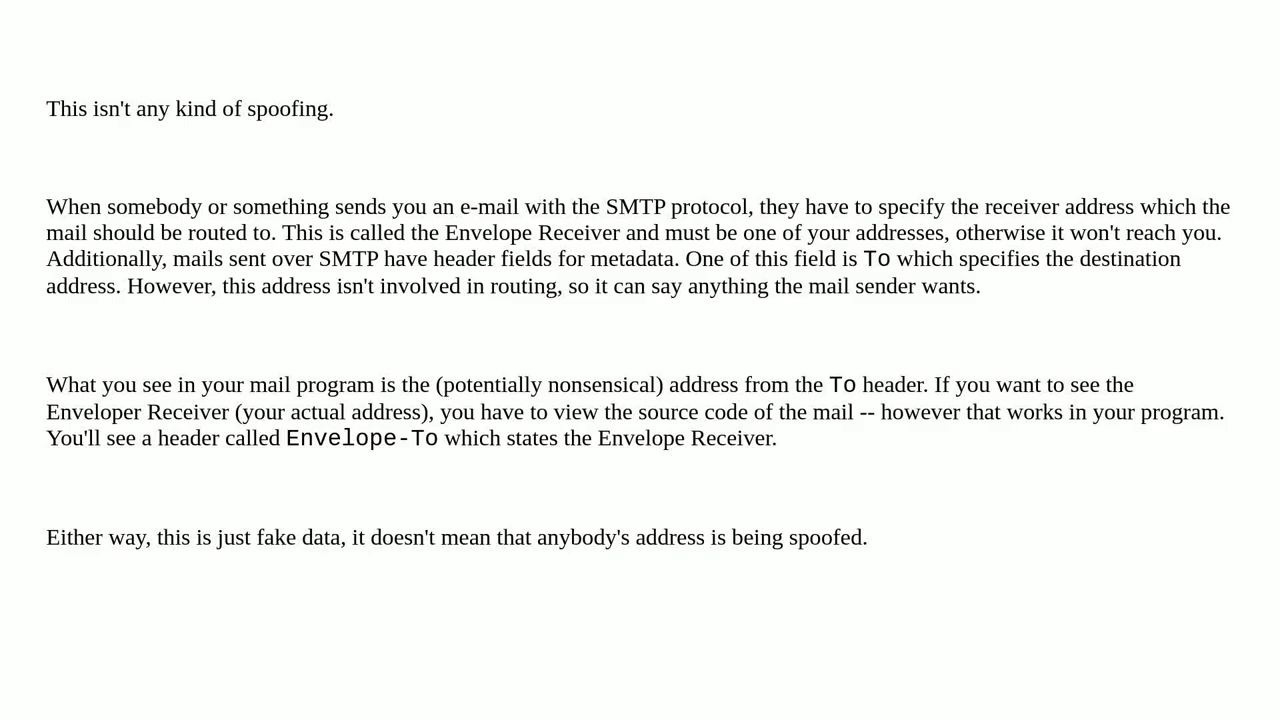 This isn't any kind of spoofing.
When somebody or something sends you an e-mail with the SMTP protocol, they have to specify the receiver address which the
mail should be routed to. This is called the Envelope Receiver and must be one of your addresses, otherwise it won't reach you.
Additionally, mails sent over SMTP have header fields for metadata. One of this field is To which specifies the destination
address. However, this address isn't involved in routing, so it can say anything the mail sender wants.
What you see in your mail program is the (potentially nonsensical) address from the To header. If you want to see the
Enveloper Receiver (your actual address), you have to view the source code of the mail -- however that works in your program.
You'll see a header called Envelope-To which states the Envelope Receiver.
Either way, this is just fake data, it doesn't mean that anybody's address is being spoofed.